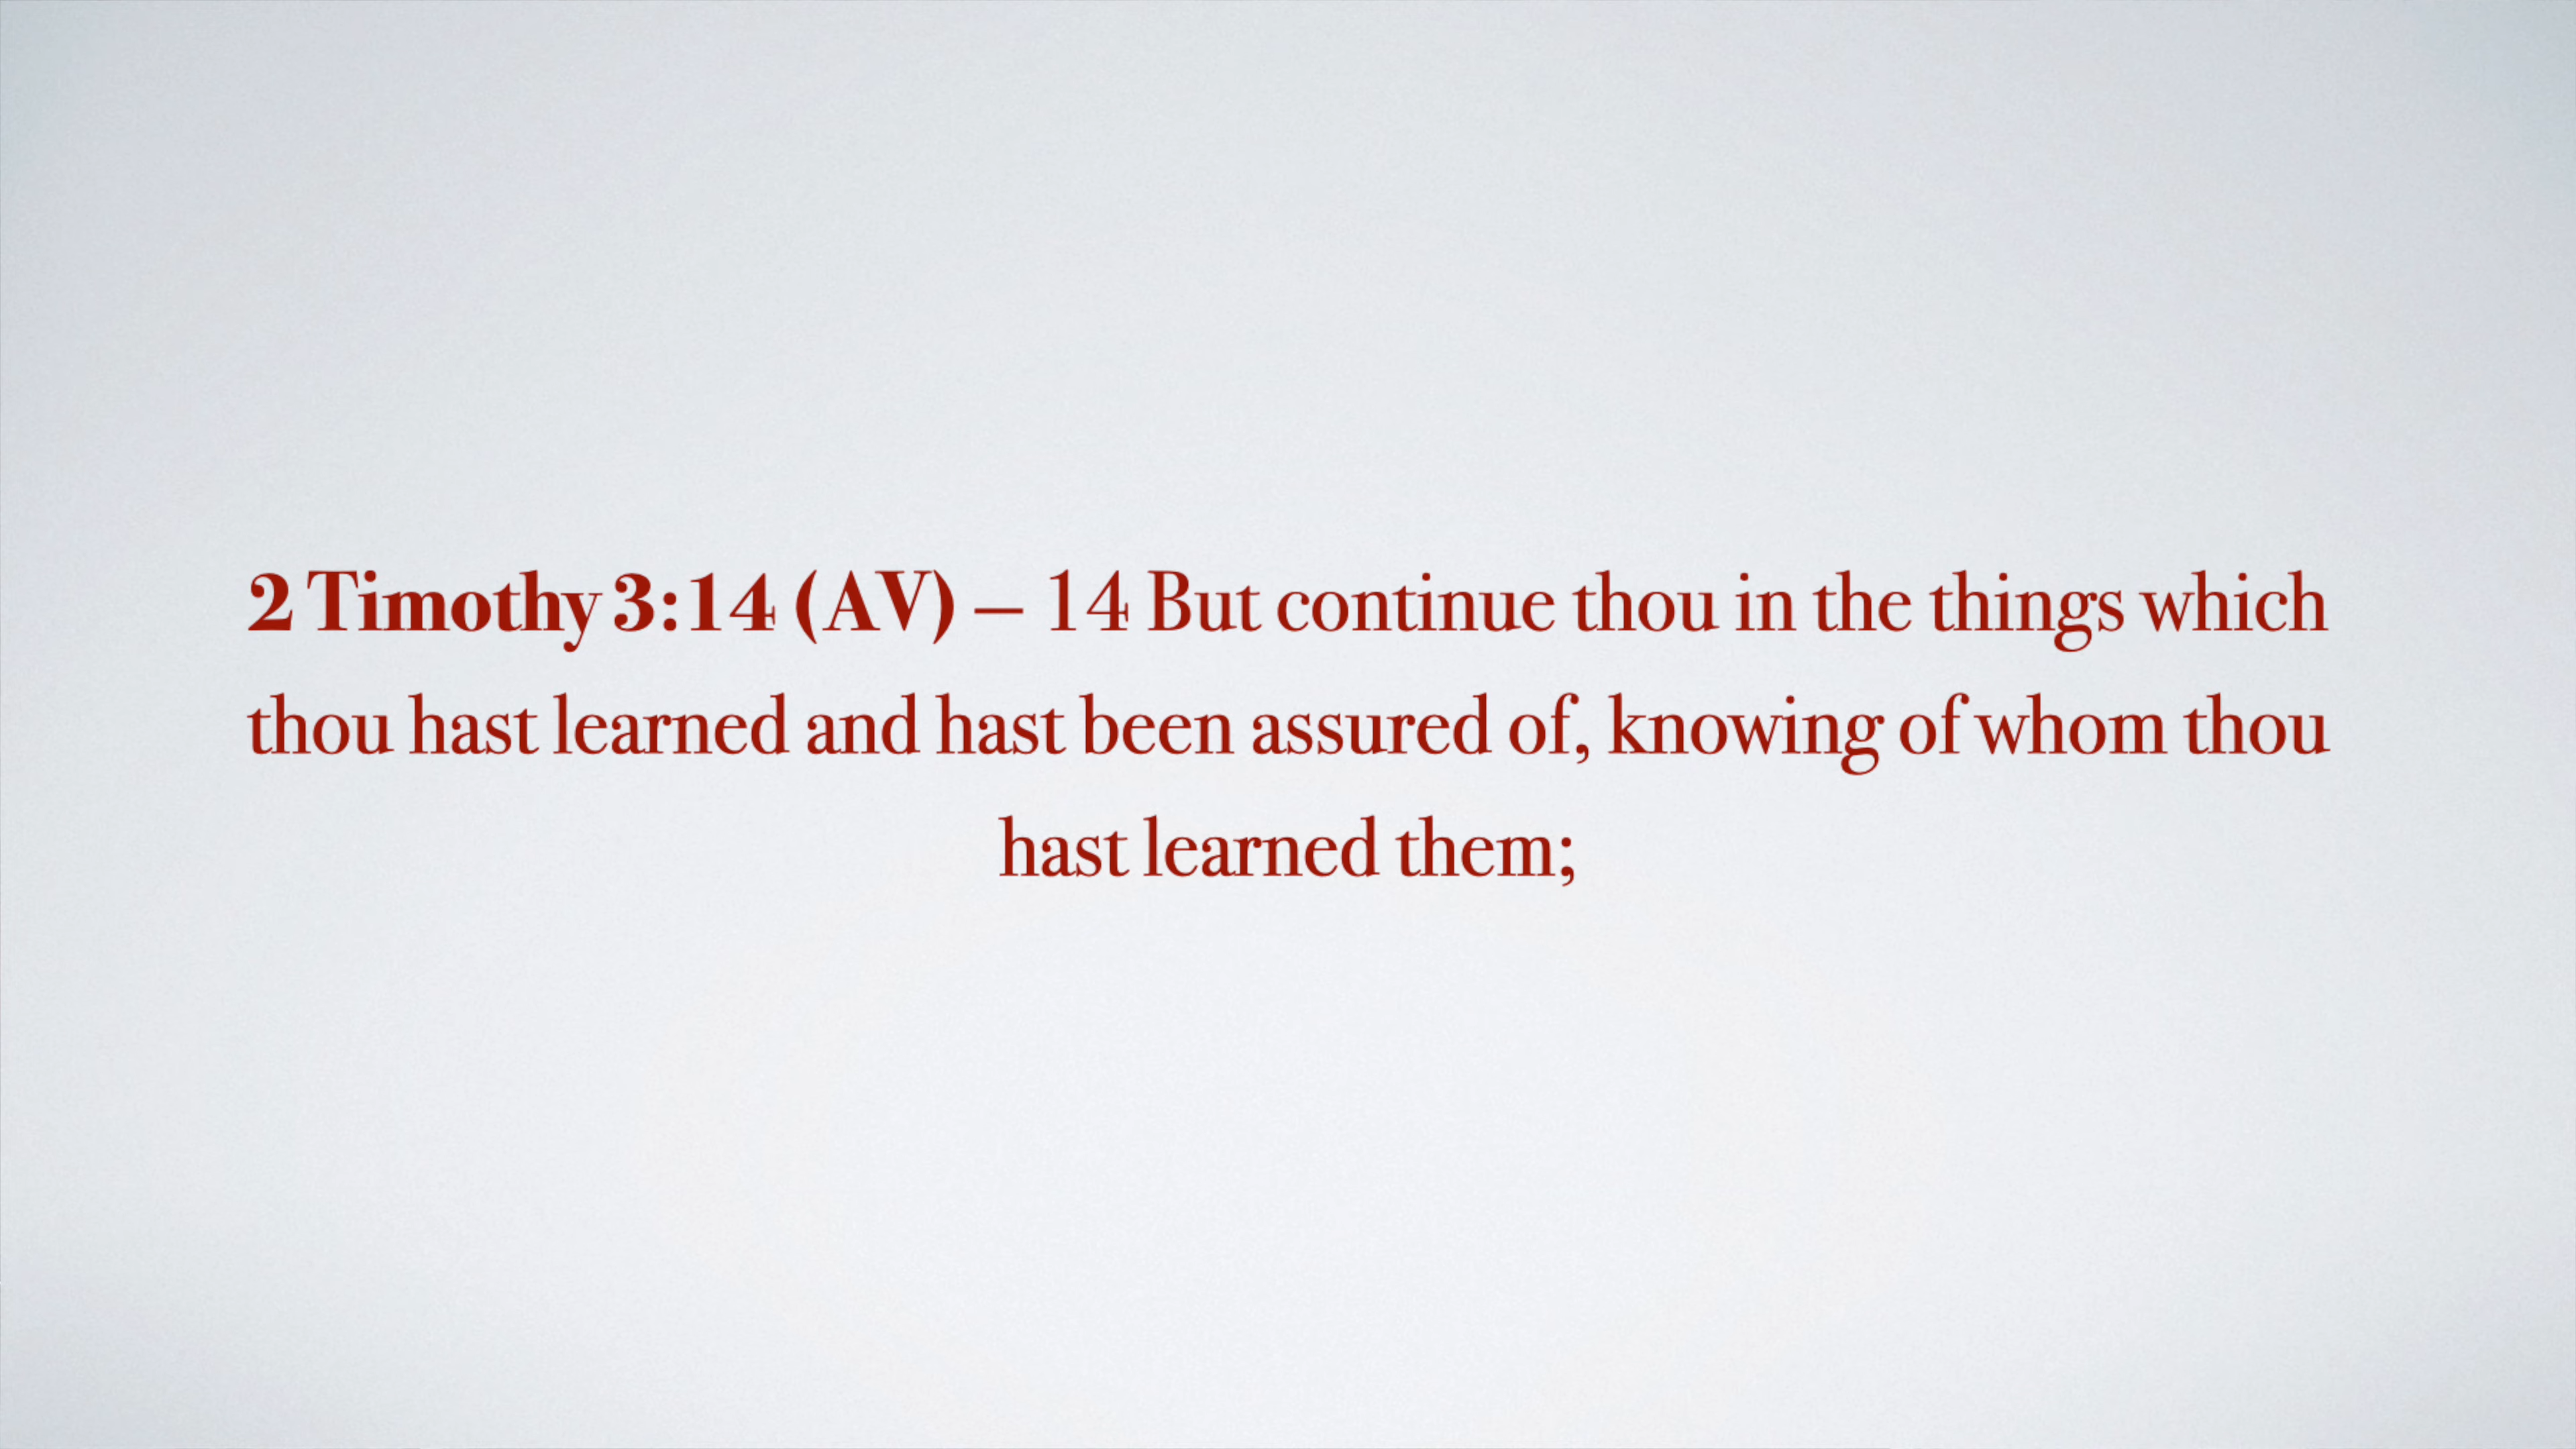 2 Timothy 3:14 (AV) – 14 But continue thou in the things which
thou hast learned and hast been assured of, knowing of whom thou
hast learned them;